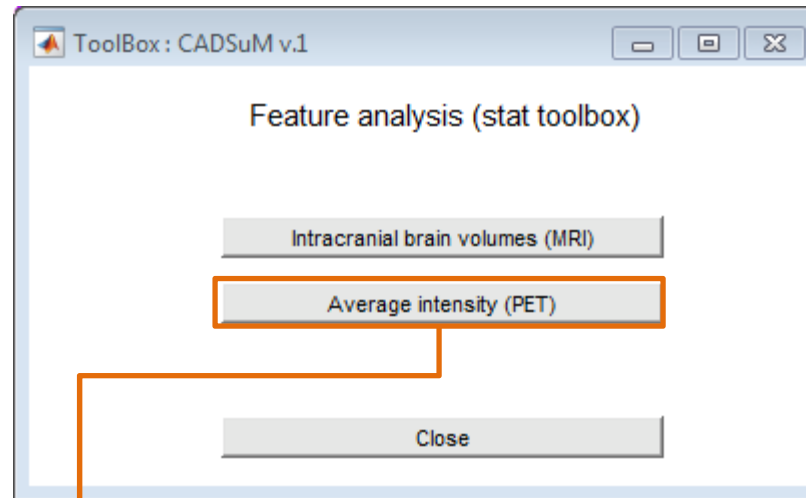 ToolBox : CADSuM v.1
Feature analysis (stat toolbox)
Intracranial brain volumes (MRI)
Average intensity (PET)
Close